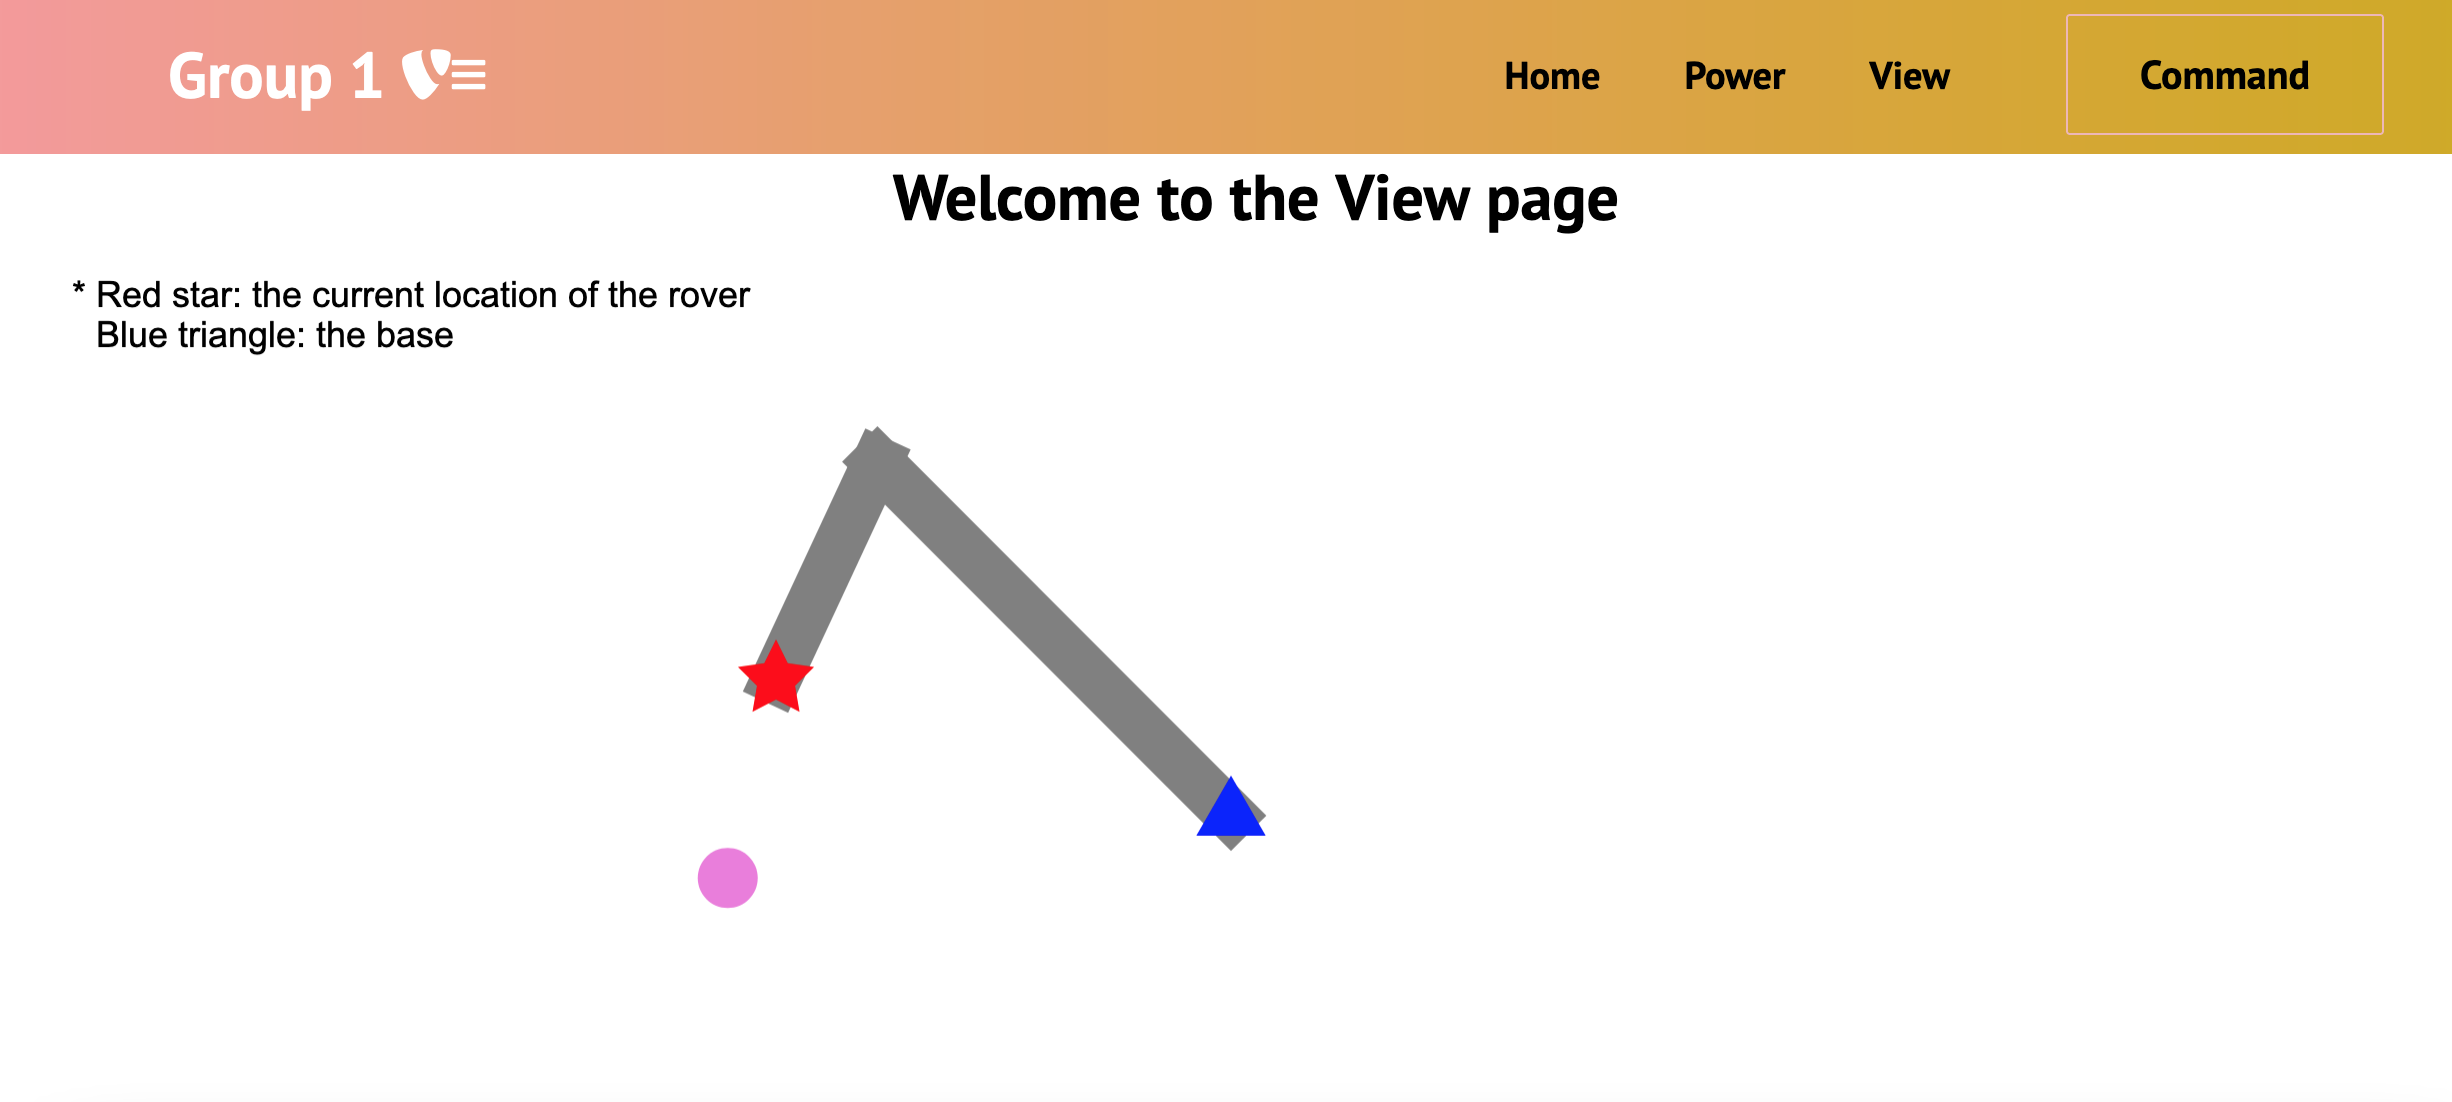 Group 1
Home
Power
View
Command
Welcome to the View page
* Red star: the current location of the rover
Blue triangle: the base